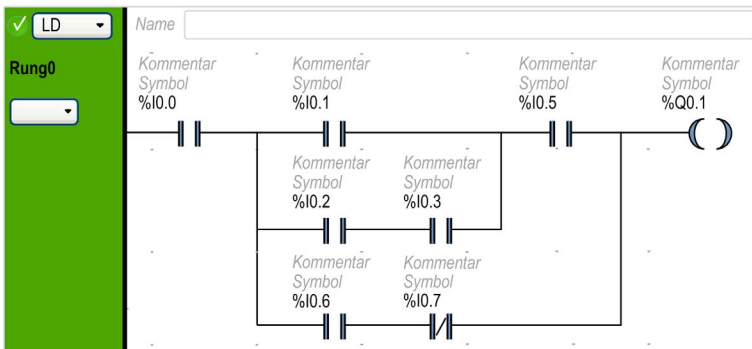 LD
Name
Rung0
Kommentar Kommentar Kommentar Kommentar
Symbol Symbol Symbol Symbol
%I0.0 %I0.1 %I0.5 %Q0.1
Kommentar Kommentar
Symbol Symbol
%I0.2 %I0.3
Kommentar Kommentar
Symbol Symbol
%I0.6 %I0.7